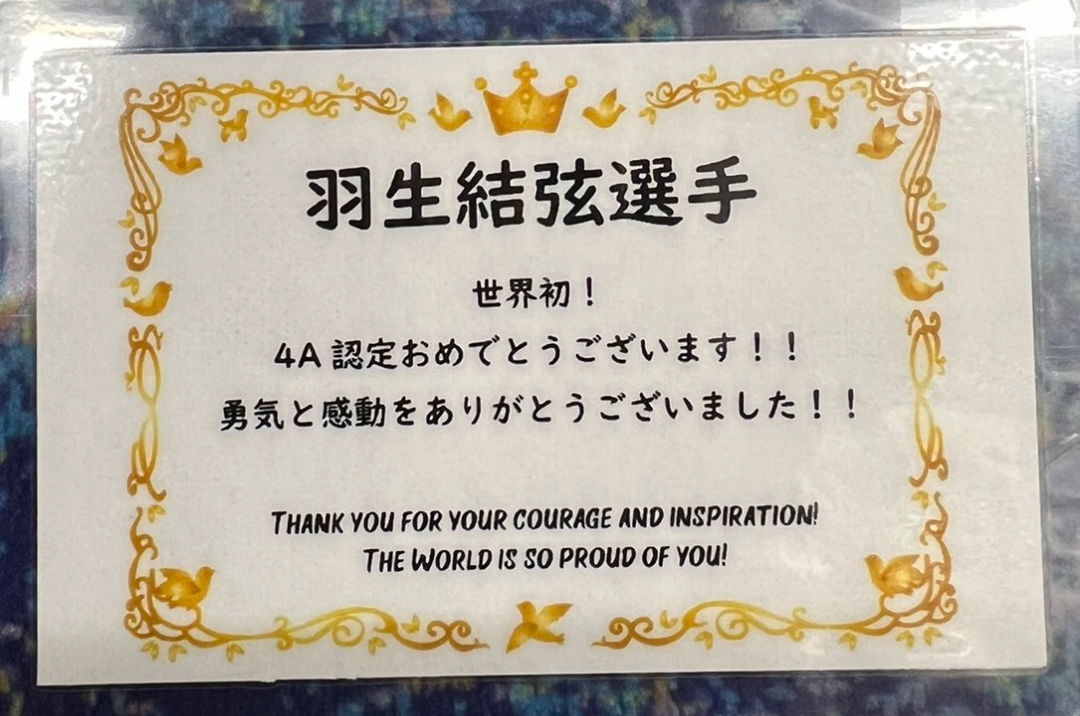 羽生結弦選手
世界初！
4A 認定おめでとうございます！！
勇気と感動をありがとうございました！！
THANK YOU FOR YOUR COURAGE AND INSPIRATION!
THE WORLD IS SO PROUD OF YOU!